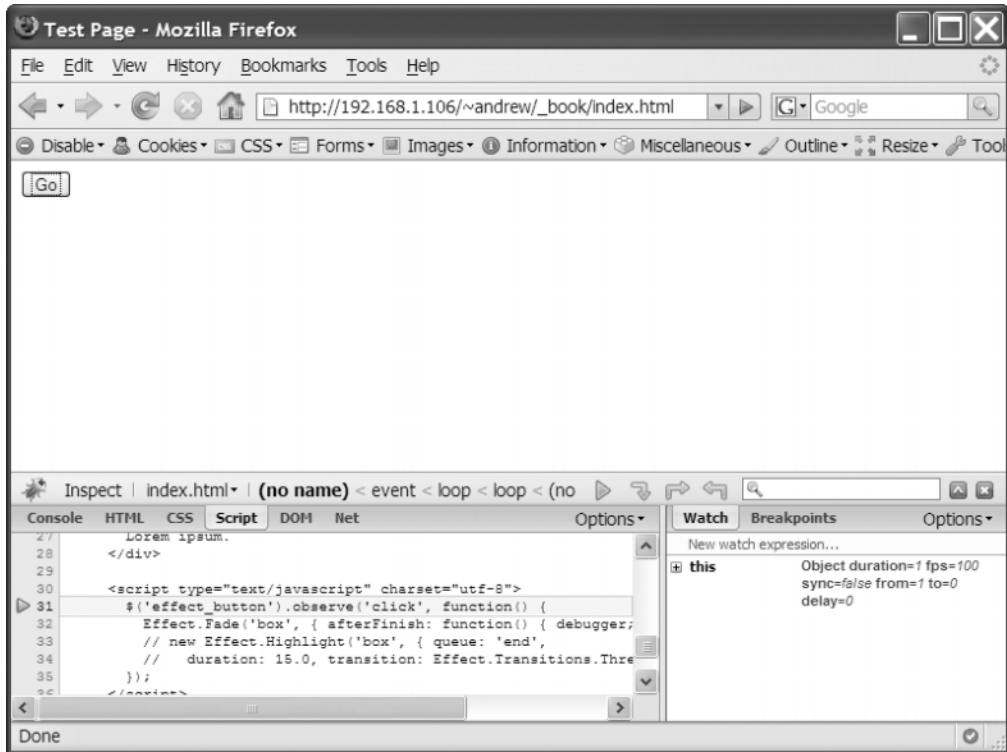 Test Page - Mozilla Firefox
File Edit View History Bookmarks Tools Help
http://192.168.1.106/~andrew/_book/index.html
G Google
Disable Cookies CSS Forms Images Information Miscellaneous Outline Resize Tool
Go
Inspect index.html (no name) < event < loop < loop < (no
Console HTML CSS Script DOM Net Options
27 Lorem ipsum.
28 </div>
29
30 <script type="text/javascript" charset="utf-8">
31 $('effect_button').observe('click', function() {
32 Effect.Fade('box', { afterFinish: function() { debugger;
33 // new Effect.Highlight('box', { queue: 'end',
34 // duration: 15.0, transition: Effect.Transitions.Thre
35 });
36 </script>
Watch Breakpoints Options
New watch expression...
this Object duration=1 fps=100
sync=false from=1 to=0
delay=0
Done